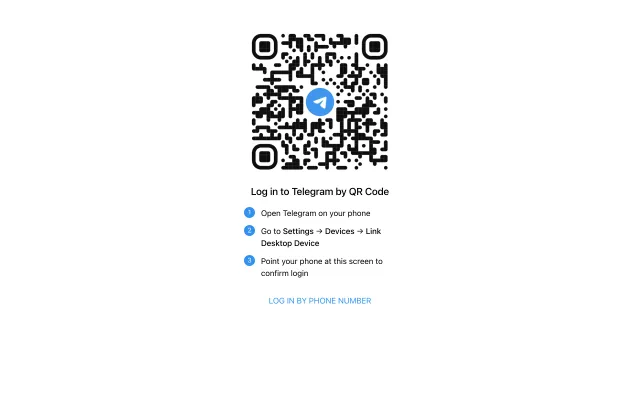 Log in to Telegram by QR Code
1 Open Telegram on your phone
2 Go to Settings → Devices → Link
Desktop Device
3 Point your phone at this screen to
confirm login
LOG IN BY PHONE NUMBER